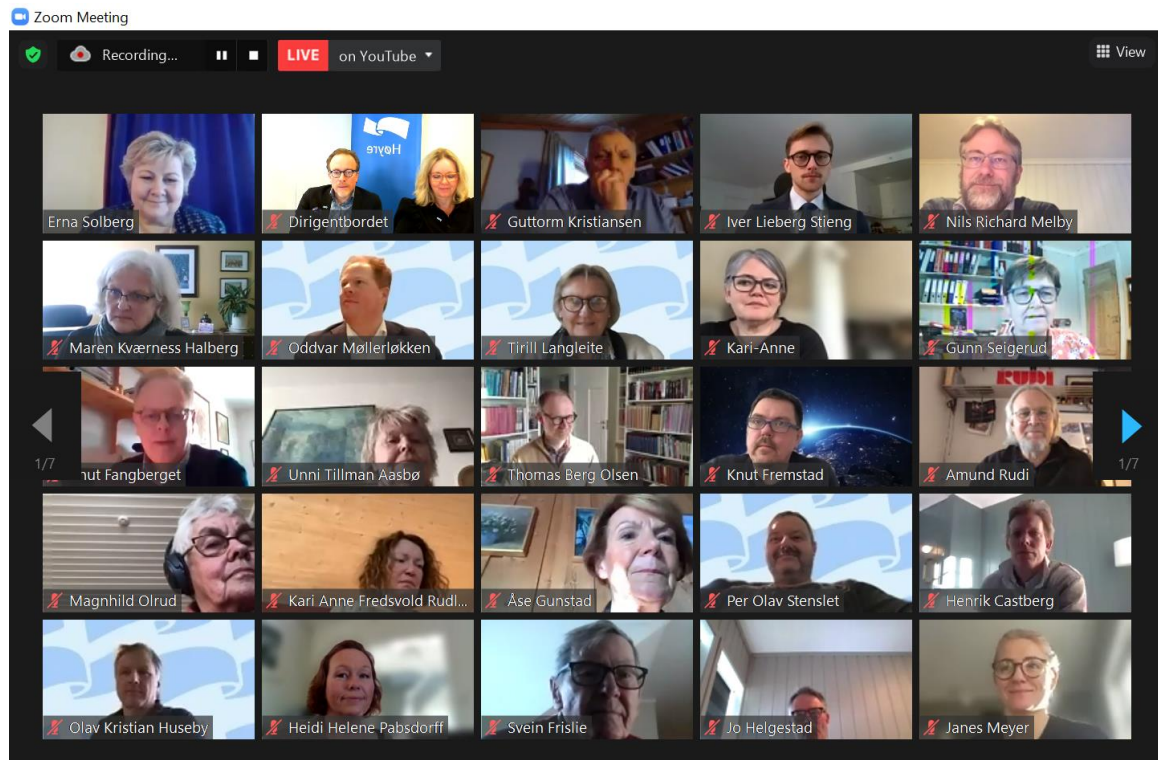 Zoom Meeting
Recording...
LIVE on YouTube
View
Høyre
Erna Solberg
Dirigentbordet
Guttorm Kristiansen
Iver Lieberg Stieng
Nils Richard Melby
Maren Kværness Halberg
Oddvar Møllerløkken
Tirill Langleite
Kari-Anne
Gunn Seigerud
RUDI
1/7
nut Fangberget
Unni Tillman Aasbø
Thomas Berg Olsen
Knut Fremstad
Amund Rudi
1/7
Magnhild Olrud
Kari Anne Fredsvold Rudl...
Åse Gunstad
Per Olav Stenslet
Henrik Castberg
Olav Kristian Huseby
Heidi Helene Pabsdorff
Svein Frislie
Jo Helgestad
Janes Meyer